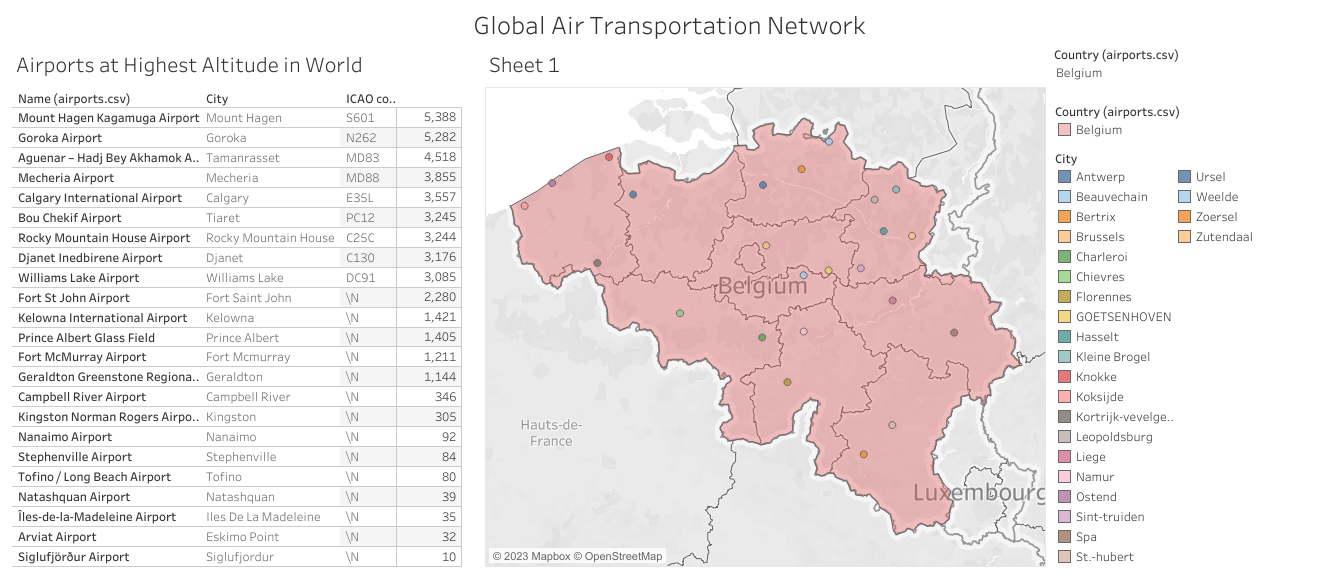 Global Air Transportation Network
Airports at Highest Altitude in World
Name (airports.csv) City ICAO co..
Mount Hagen Kagamuga Airport Mount Hagen S601 5,388
Goroka Airport Goroka N262 5,282
Aguenar – Hadj Bey Akhamok A.. Tamanrasset MD83 4,518
Mecheria Airport Mecheria MD88 3,855
Calgary International Airport Calgary E35L 3,557
Bou Chekif Airport Tiaret PC12 3,245
Rocky Mountain House Airport Rocky Mountain House C25C 3,244
Djanet Inedbirene Airport Djanet C130 3,176
Williams Lake Airport Williams Lake DC91 3,085
Fort St John Airport Fort Saint John \N 2,280
Kelowna International Airport Kelowna \N 1,421
Prince Albert Glass Field Prince Albert \N 1,405
Fort McMurray Airport Fort Mcmurray \N 1,211
Geraldton Greenstone Regiona.. Geraldton \N 1,144
Campbell River Airport Campbell River \N 346
Kingston Norman Rogers Airpo.. Kingston \N 305
Nanaimo Airport Nanaimo \N 92
Stephenville Airport Stephenville \N 84
Tofino / Long Beach Airport Tofino \N 80
Natashquan Airport Natashquan \N 39
Îles-de-la-Madeleine Airport Iles De La Madeleine \N 35
Arviat Airport Eskimo Point \N 32
Siglufjörður Airport Siglufjordur \N 10
Sheet 1
Belgium
Hauts-de-
France
Luxembourg
© 2023 Mapbox © OpenStreetMap
Country (airports.csv)
Belgium
Country (airports.csv)
Belgium
City
Antwerp
Beauvechain
Bertrix
Brussels
Charleroi
Chievres
Florennes
GOETSENHOVEN
Hasselt
Kleine Brogel
Knokke
Koksijde
Kortrijk-vevelge..
Leopoldsburg
Liege
Namur
Ostend
Sint-truiden
Spa
St.-hubert
Ursel
Weelde
Zoersel
Zutendaal